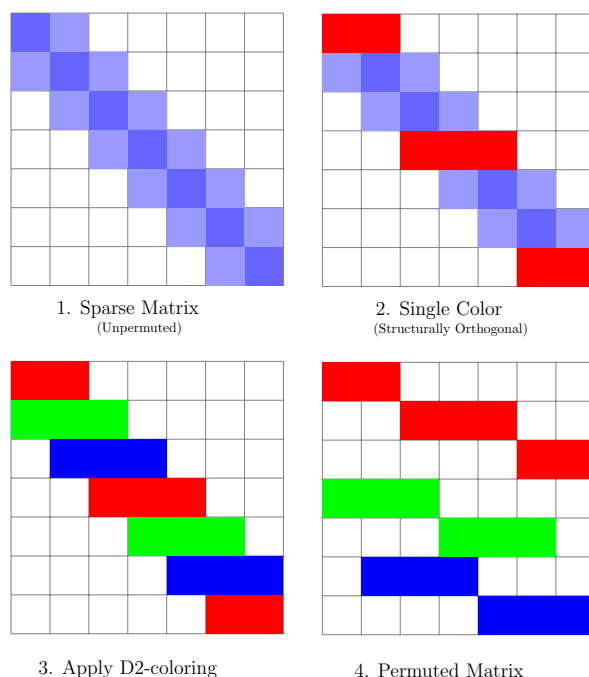 1. Sparse Matrix
(Unpermuted)
2. Single Color
(Structurally Orthogonal)
3. Apply D2-coloring
4. Permuted Matrix